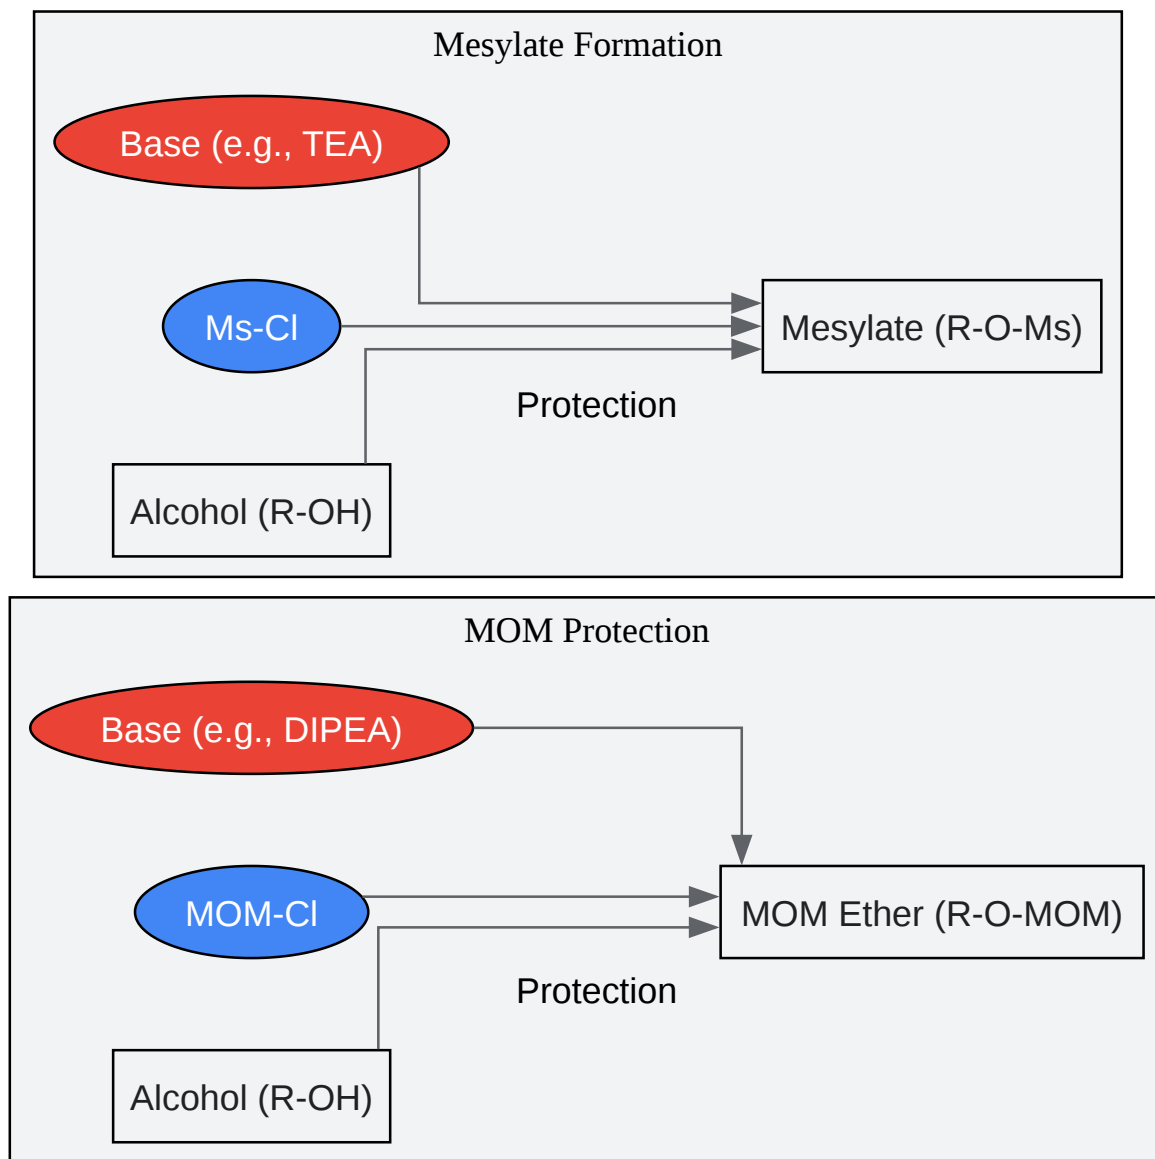 Mesylate Formation
Base (e.g., TEA)
Ms-Cl
Mesylate (R-O-Ms)
Protection
Alcohol (R-OH)
MOM Protection
Base (e.g., DIPEA)
MOM-Cl
MOM Ether (R-O-MOM)
Protection
Alcohol (R-OH)